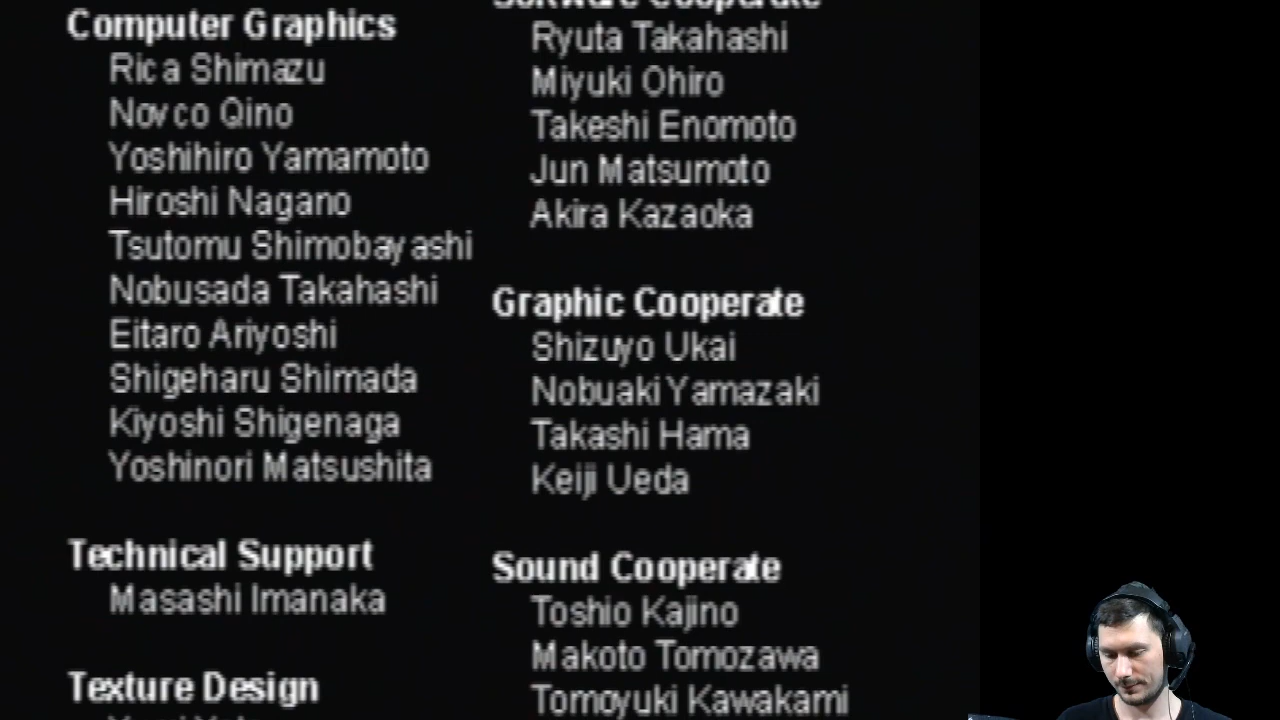 Computer Graphics
Rica Shimazu
Novco Qino
Yoshihiro Yamamoto
Hiroshi Nagano
Tsutomu Shimobayashi
Nobusada Takahashi
Eitaro Ariyoshi
Shigeharu Shimada
Kiyoshi Shigenaga
Yoshinori Matsushita
Technical Support
Masashi Imanaka
Texture Design
Software Cooperate
Ryuta Takahashi
Miyuki Ohiro
Takeshi Enomoto
Jun Matsumoto
Akira Kazaoka
Graphic Cooperate
Shizuyo Ukai
Nobuaki Yamazaki
Takashi Hama
Keiji Ueda
Sound Cooperate
Toshio Kajino
Makoto Tomozawa
Tomoyuki Kawakami